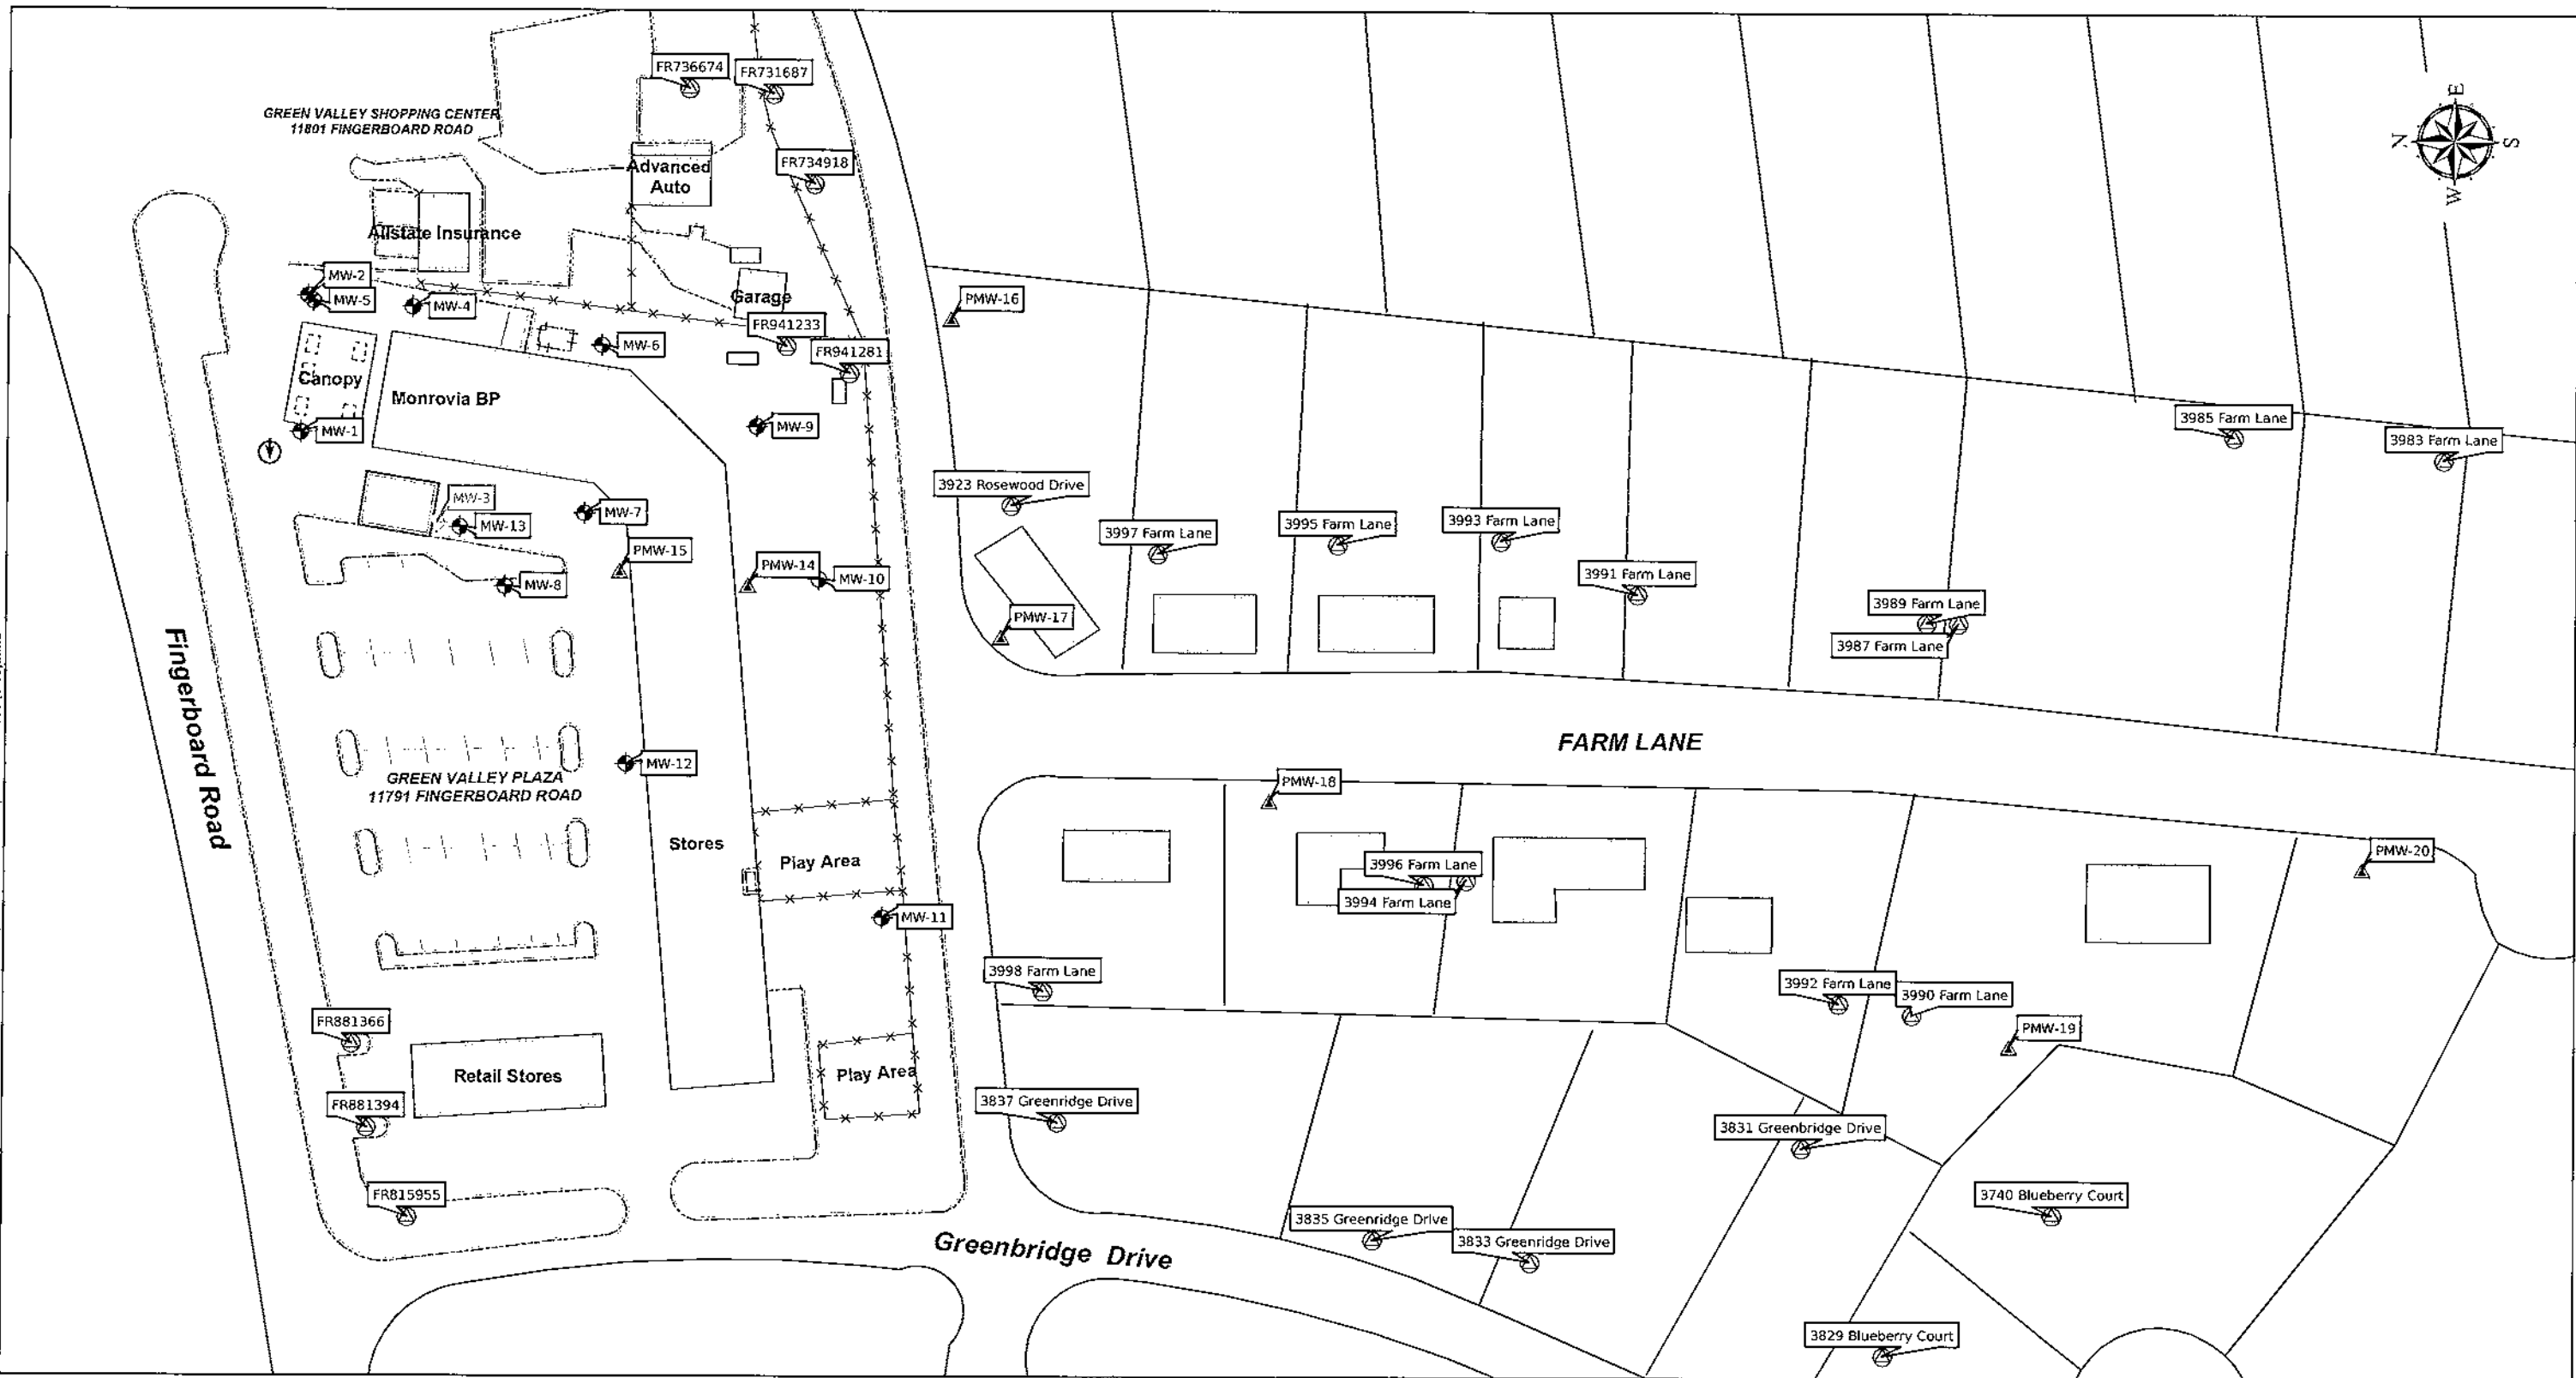 FR736674
FR731687
GREEN VALLEY SHOPPING CENTER
11801 FINGERBOARD ROAD
Advanced
Auto
FR734918
Allstate Insurance
MW-2
MW-5
MW-4
Garage
FR941233
FR941281
MW-6
Canopy
Monrovia BP
MW-1
MW-9
MW-3
MW-13
MW-7
PMW-15
MW-8
PMW-14
MW-10
Fingerboard Road
MW-12
GREEN VALLEY PLAZA
11791 FINGERBOARD ROAD
Stores
Play Area
MW-11
FR881366
Retail Stores
Play Area
FR881394
FR815955
E
N
S
W
PMW-16
3985 Farm Lane
3983 Farm Lane
3923 Rosewood Drive
3997 Farm Lane
3995 Farm Lane
3993 Farm Lane
3991 Farm Lane
3989 Farm Lane
3987 Farm Lane
PMW-17
FARM LANE
PMW-18
PMW-20
3996 Farm Lane
3994 Farm Lane
3998 Farm Lane
3992 Farm Lane
3990 Farm Lane
PMW-19
3837 Greenridge Drive
3831 Greenbridge Drive
3740 Blueberry Court
3835 Greenridge Drive
3833 Greenridge Drive
Greenbridge Drive
3829 Blueberry Court